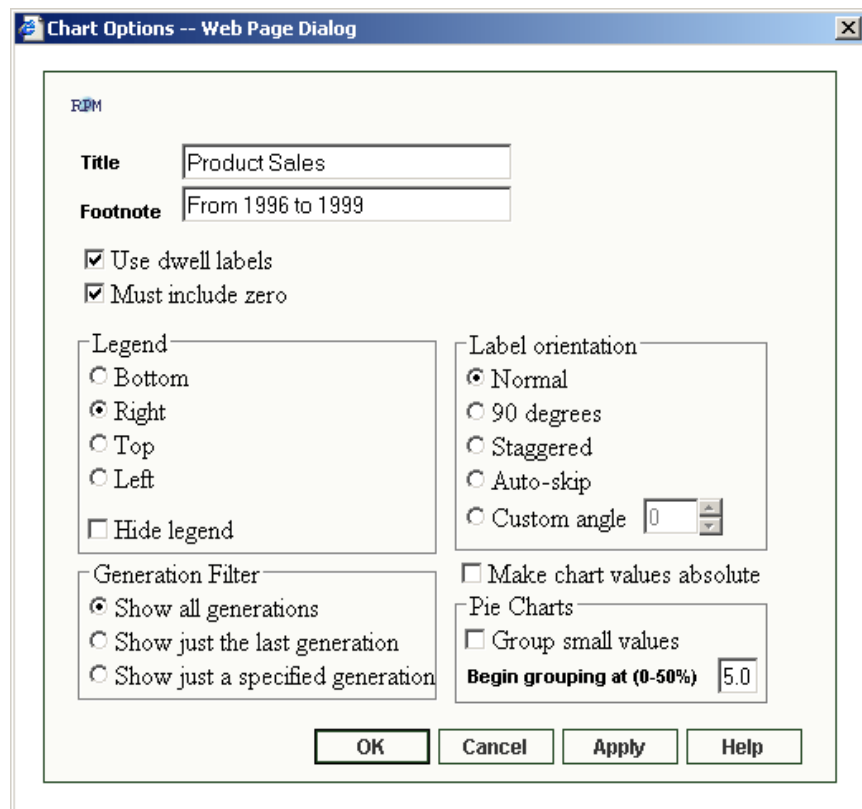 Chart Options -- Web Page Dialog
RPM
Title Product Sales
Footnote From 1996 to 1999
Use dwell labels
Must include zero
Legend
Bottom
Right
Top
Left
Hide legend
Label orientation
Normal
90 degrees
Staggered
Auto-skip
Custom angle 0
Generation Filter
Show all generations
Show just the last generation
Show just a specified generation
Make chart values absolute
Pie Charts
Group small values
Begin grouping at (0-50%) 5.0
OK Cancel Apply Help